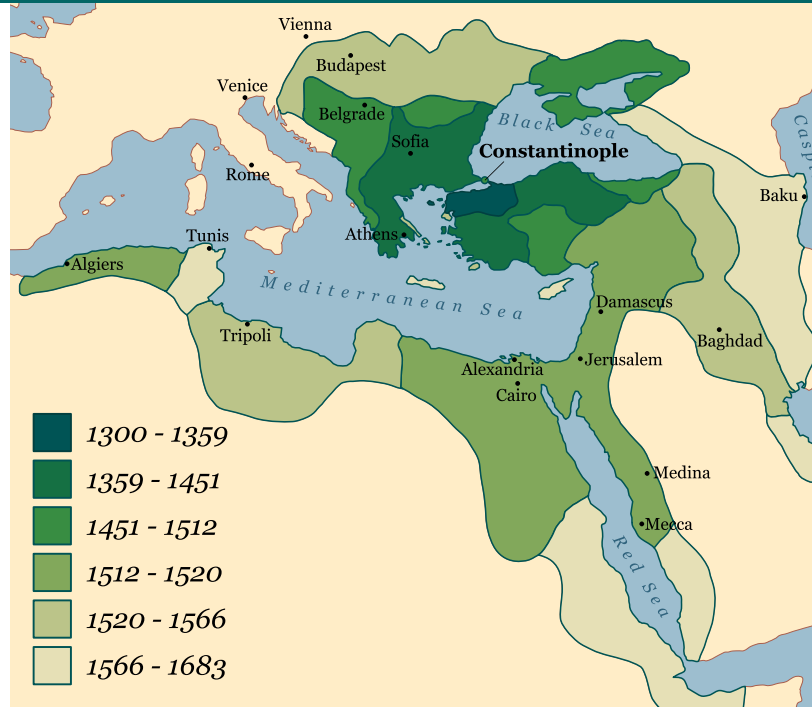 Vienna
Budapest
Venice
Belgrade
Black Sea
Sofia
Constantinople
Rome
Baku
Tunis
Athens
Algiers
Mediterranean Sea
Damascus
Tripoli
Baghdad
Jerusalem
Alexandria
Cairo
1300 - 1359
1359 - 1451
Medina
1451 - 1512
Mecca
Red Sea
1512 - 1520
1520 - 1566
1566 - 1683